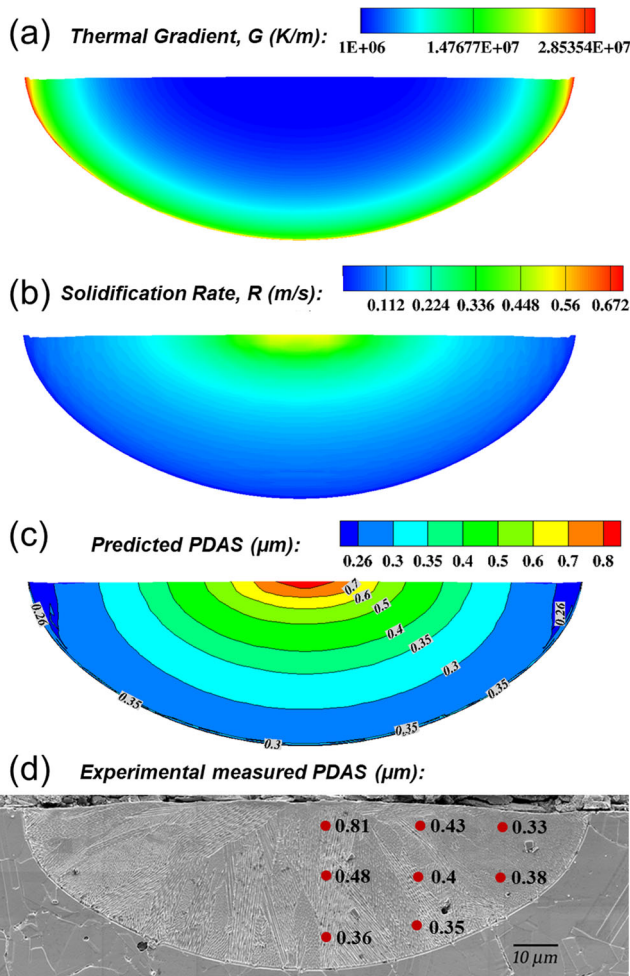 (a) Thermal Gradient, G (K/m):
1E+06 1.47677E+07 2.85354E+07
(b) Solidification Rate, R (m/s):
0.112 0.224 0.336 0.448 0.56 0.672
(c) Predicted PDAS (μm):
0.26 0.3 0.35 0.4 0.5 0.6 0.7 0.8
0.7
0.6
0.5
0.26
0.26
0.4
0.35
0.3
0.35
0.35
0.3
0.35
(d) Experimental measured PDAS (μm):
0.81 0.43 0.33
0.48 0.4 0.38
0.36 0.35
10 μm